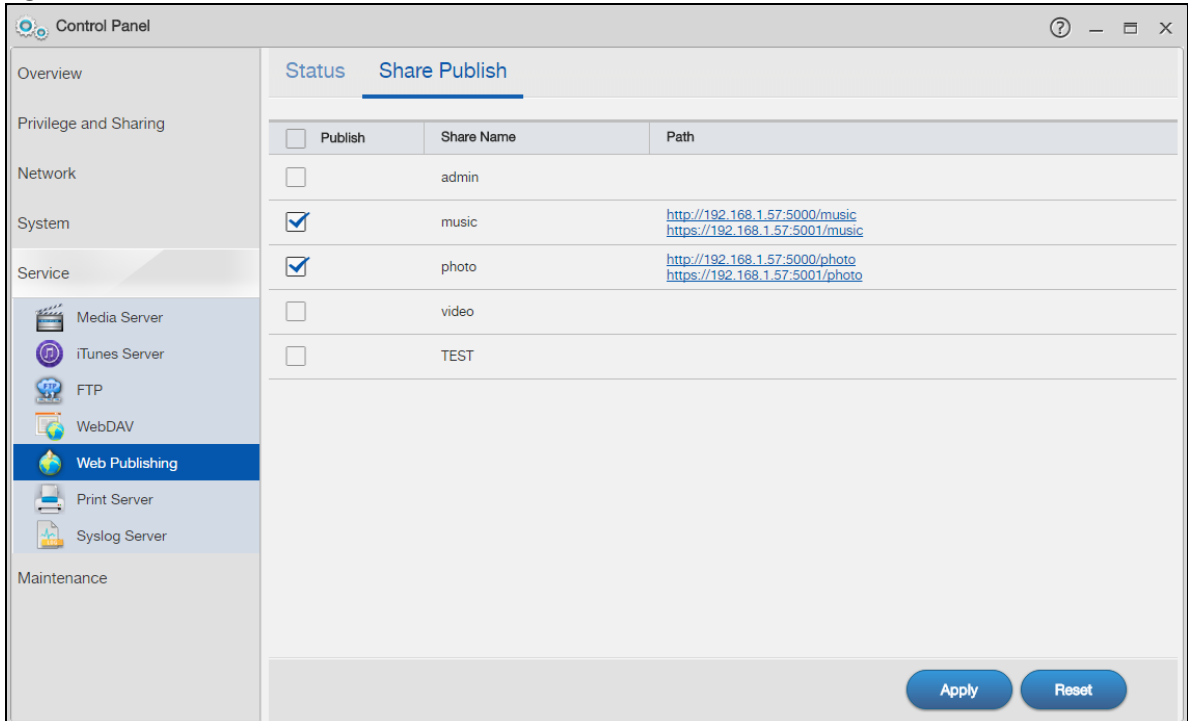 Control Panel
Overview
Privilege and Sharing
Network
System
Service
Media Server
iTunes Server
FTP
WebDAV
Web Publishing
Print Server
Syslog Server
Maintenance
Status Share Publish
Publish Share Name Path
admin
music http://192.168.1.57:5000/music
https://192.168.1.57:5001/music
photo http://192.168.1.57:5000/photo
https://192.168.1.57:5001/photo
video
TEST
Apply Reset